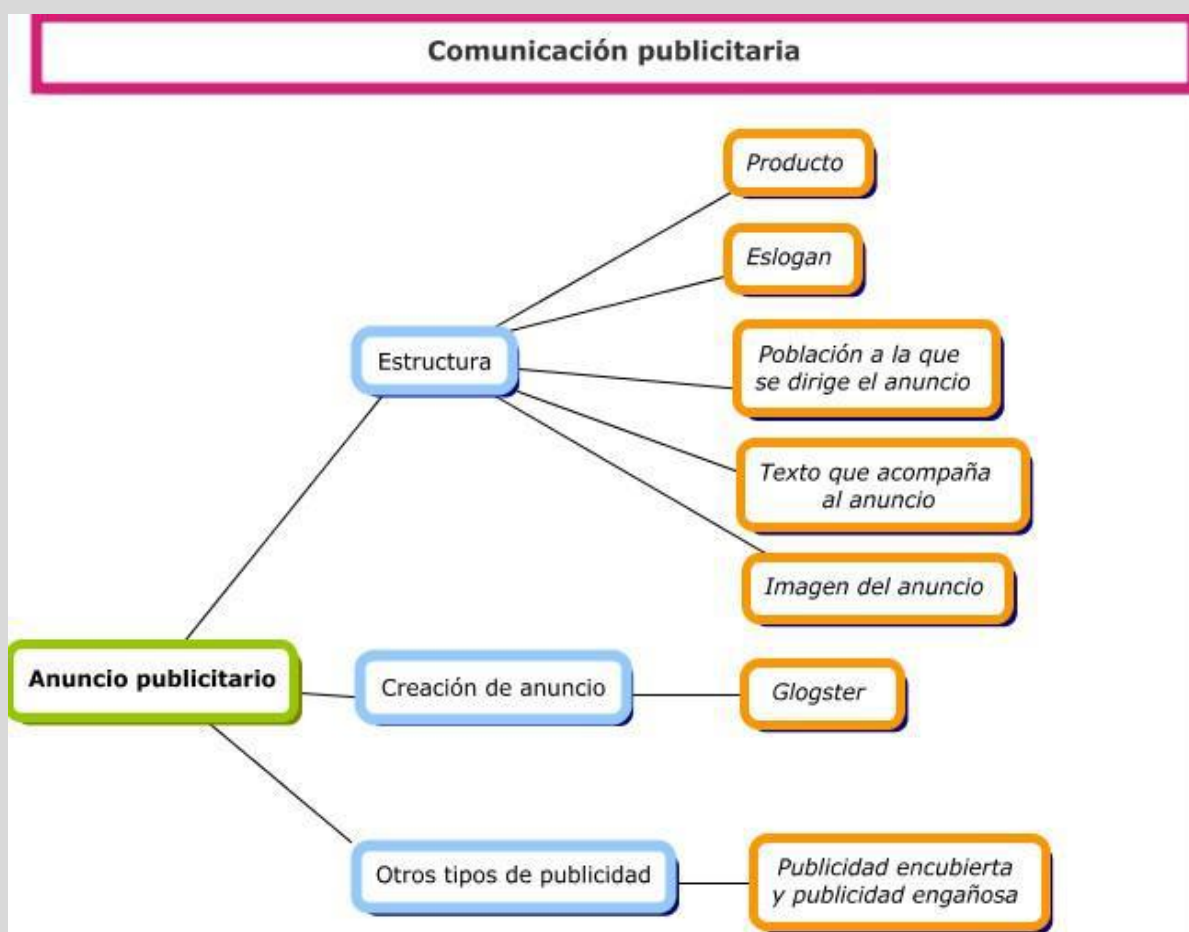 Comunicación publicitaria
Producto
Eslogan
Estructura
Población a la que
se dirige el anuncio
Texto que acompaña
al anuncio
Imagen del anuncio
Anuncio publicitario
Creación de anuncio
Glogster
Otros tipos de publicidad
Publicidad encubierta
y publicidad engañosa